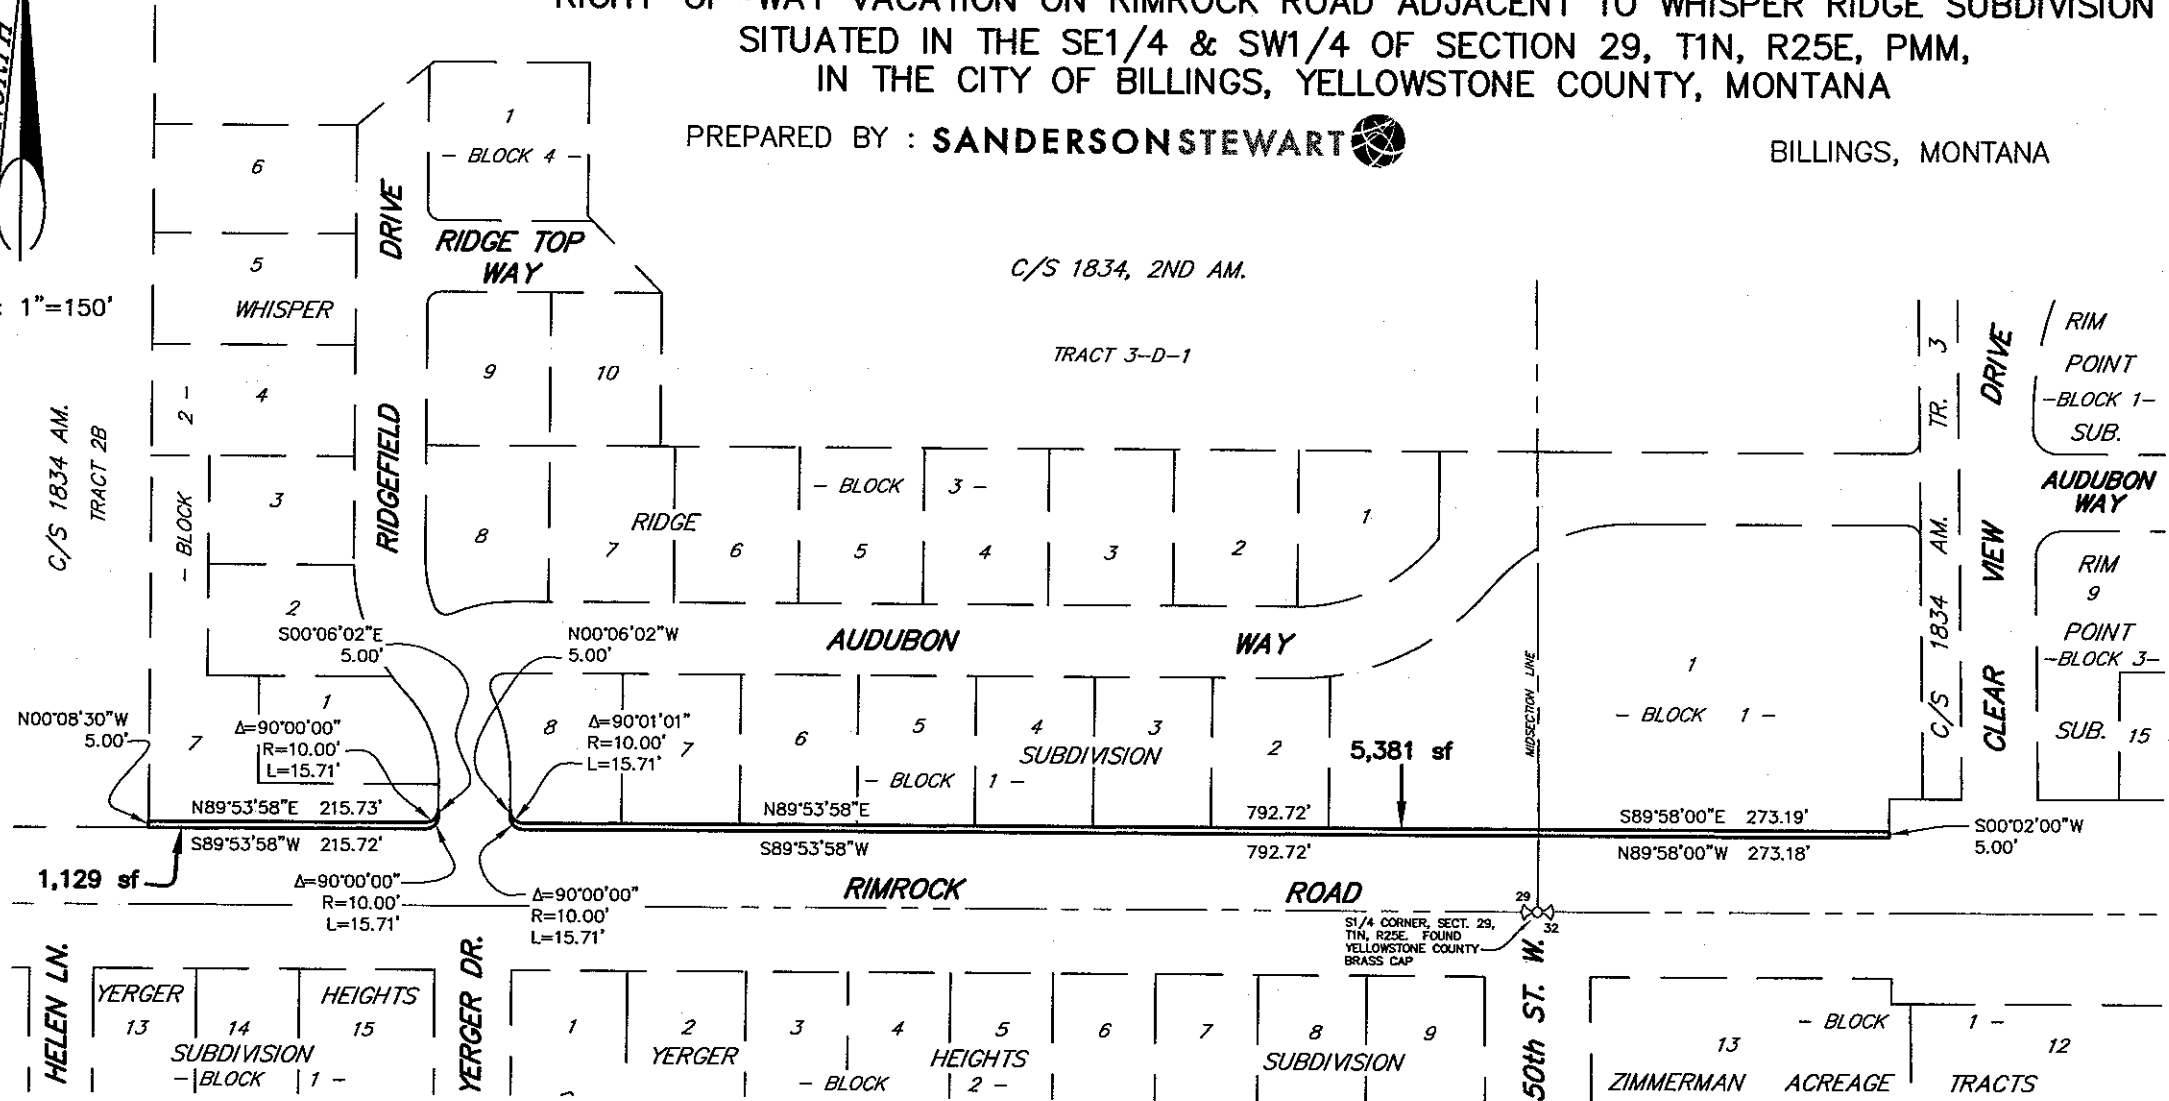 RIGHT-OF-WAY VACATION ON RIMROCK ROAD ADJACENT TO WHISPER RIDGE SUBDIVISION
SITUATED IN THE SE1/4 & SW1/4 OF SECTION 29, T1N, R25E, PMM,
IN THE CITY OF BILLINGS, YELLOWSTONE COUNTY, MONTANA
PREPARED BY : SANDERSON STEWART
BILLINGS, MONTANA
NORTH
: 1"=150'
1
- BLOCK 4 -
6
5
WHISPER
4
2 -
- BLOCK
3
2
1
7
C/S 1834 AM.
TRACT 2B
RIDGEFIELD DRIVE
RIDGE TOP
WAY
9
10
8
7
RIDGE
6
5
4
3
2
1
- BLOCK 3 -
C/S 1834, 2ND AM.
TRACT 3-D-1
AUDUBON WAY
S00°06'02"E
5.00'
N00°06'02"W
5.00'
N00°08'30"W
5.00'
Δ=90°00'00"
R=10.00'
L=15.71'
8
Δ=90°01'01"
R=10.00'
L=15.71'
7
6
5
4
3
2
SUBDIVISION
- BLOCK 1 -
5,381 sf
MIDSECTION LINE
1
- BLOCK 1 -
C/S 1834 AM. TR. 3
CLEAR VIEW DRIVE
RIM
POINT
-BLOCK 1-
SUB.
AUDUBON
WAY
RIM
9
POINT
-BLOCK 3-
SUB. 15
N89°53'58"E 215.73'
S89°53'58"W 215.72'
N89°53'58"E 792.72'
S89°53'58"W 792.72'
S89°58'00"E 273.19'
N89°58'00"W 273.18'
S00°02'00"W
5.00'
1,129 sf
Δ=90°00'00"
R=10.00'
L=15.71'
Δ=90°00'00"
R=10.00'
L=15.71'
RIMROCK ROAD
29
32
S1/4 CORNER, SECT. 29,
T1N, R25E. FOUND
YELLOWSTONE COUNTY
BRASS CAP
HELEN LN.
YERGER HEIGHTS
13 14 15
SUBDIVISION
- BLOCK 1 -
YERGER DR.
1 2 3 4 5 6 7 8 9
YERGER HEIGHTS SUBDIVISION
- BLOCK 2 -
50th ST. W.
- BLOCK 1 -
13 12
ZIMMERMAN ACREAGE TRACTS